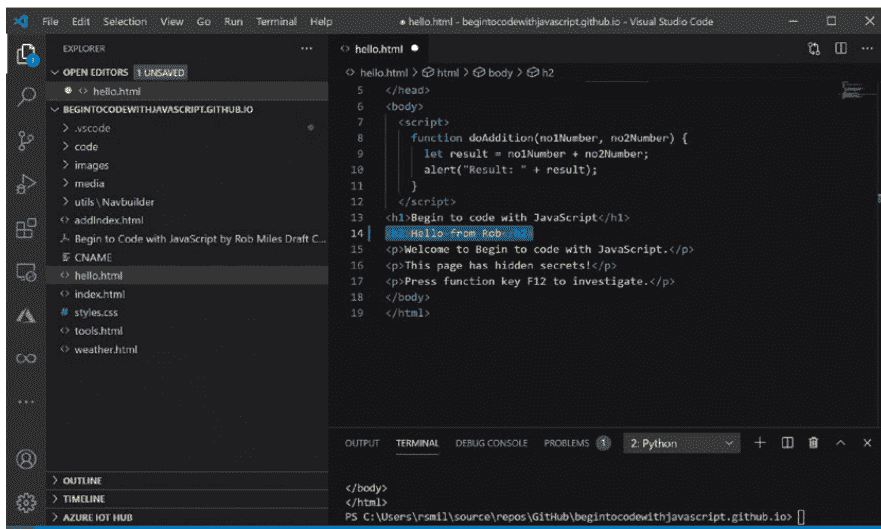 File Edit Selection View Go Run Terminal Help
● hello.html - begintocodewithjavascript.github.io - Visual Studio Code
EXPLORER
OPEN EDITORS 1 UNSAVED
hello.html
BEGINTOCODEWITHJAVASCRIPT.GITHUB.IO
.vscode
code
images
media
utils\Navbuilder
addIndex.html
Begin to Code with JavaScript by Rob Miles Draft C...
CNAME
hello.html
index.html
styles.css
tools.html
weather.html
OUTLINE
TIMELINE
AZURE IOT HUB
hello.html
hello.html > html > body > h2
5 </head>
6 <body>
7 <script>
8 function doAddition(no1Number, no2Number) {
9 let result = no1Number + no2Number;
10 alert("Result: " + result);
11 }
12 </script>
13 <h1>Begin to code with JavaScript</h1>
14 <h2> Hello from Rob</h2>
15 <p>Welcome to Begin to code with JavaScript.</p>
16 <p>This page has hidden secrets!</p>
17 <p>Press function key F12 to investigate.</p>
18 </body>
19 </html>
OUTPUT TERMINAL DEBUG CONSOLE PROBLEMS 1 2: Python
</body>
</html>
PS C:\Users\rsmil\source\repos\GitHub\begintocodewithjavascript.github.io>